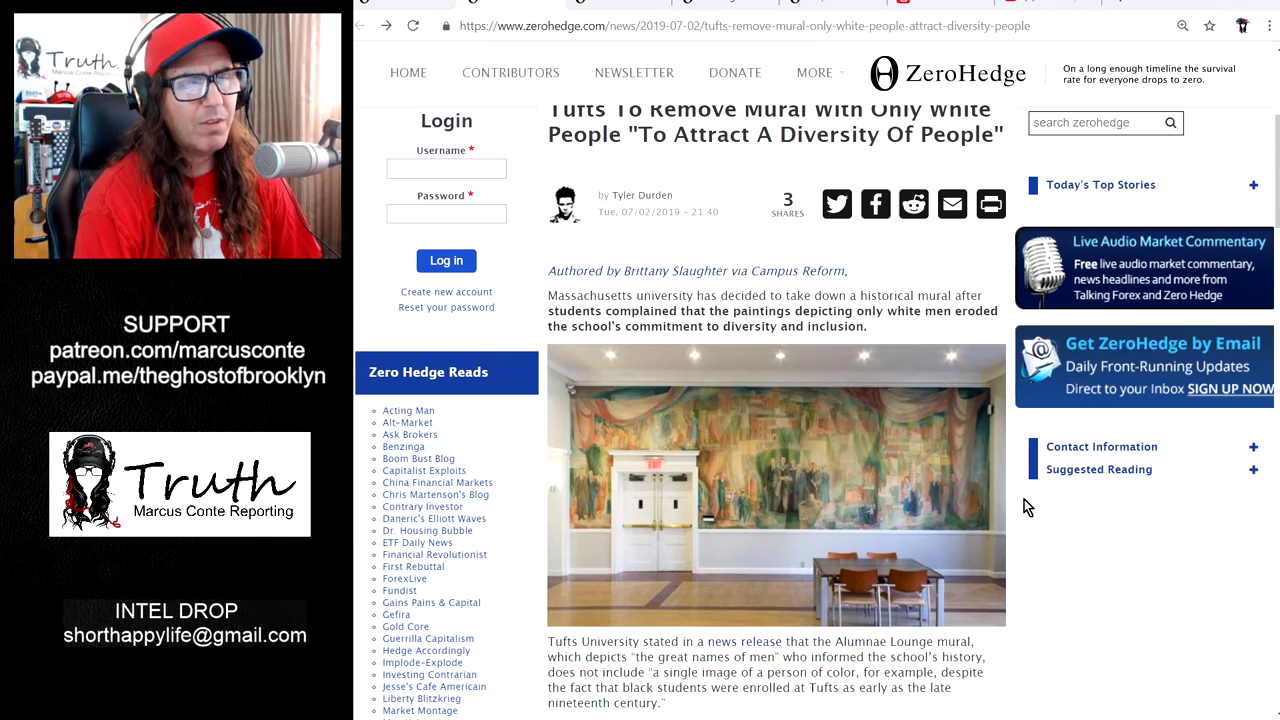 Truth.
Marcus Conte Reporting
SUPPORT
patreon.com/marcusconte
paypal.me/theghostofbrooklyn
Truth
Marcus Conte Reporting
INTEL DROP
shorthappylife@gmail.com
https://www.zerohedge.com/news/2019-07-02/tufts-remove-mural-only-white-people-attract-diversity-people
HOME
CONTRIBUTORS
NEWSLETTER
DONATE
MORE
ZeroHedge
On a long enough timeline the survival
rate for everyone drops to zero.
Login
Username *
Password *
Log in
Create new account
Reset your password
Zero Hedge Reads
Acting Man
Alt-Market
Ask Brokers
Benzinga
Boom Bust Blog
Capitalist Exploits
China Financial Markets
Chris Martenson's Blog
Contrary Investor
Daneric's Elliott Waves
Dr. Housing Bubble
ETF Daily News
Financial Revolutionist
First Rebuttal
ForexLive
Fundist
Gains Pains & Capital
Gefira
Gold Core
Guerrilla Capitalism
Hedge Accordingly
Implode-Explode
Investing Contrarian
Jesse's Cafe Americain
Liberty Blitzkrieg
Market Montage
Tufts To Remove Mural With Only White
People "To Attract A Diversity Of People"
by Tyler Durden
Tue, 07/02/2019 - 21:40
3
SHARES
Authored by Brittany Slaughter via Campus Reform,
Massachusetts university has decided to take down a historical mural after
students complained that the paintings depicting only white men eroded
the school's commitment to diversity and inclusion.
Tufts University stated in a news release that the Alumnae Lounge mural,
which depicts "the great names of men" who informed the school's history,
does not include "a single image of a person of color, for example, despite
the fact that black students were enrolled at Tufts as early as the late
nineteenth century."
search zerohedge
Today's Top Stories
Live Audio Market Commentary
Free live audio market commentary,
news headlines and more from
Talking Forex and Zero Hedge
Get ZeroHedge by Email
Daily Front-Running Updates
Direct to your Inbox SIGN UP NOW
Contact Information
Suggested Reading